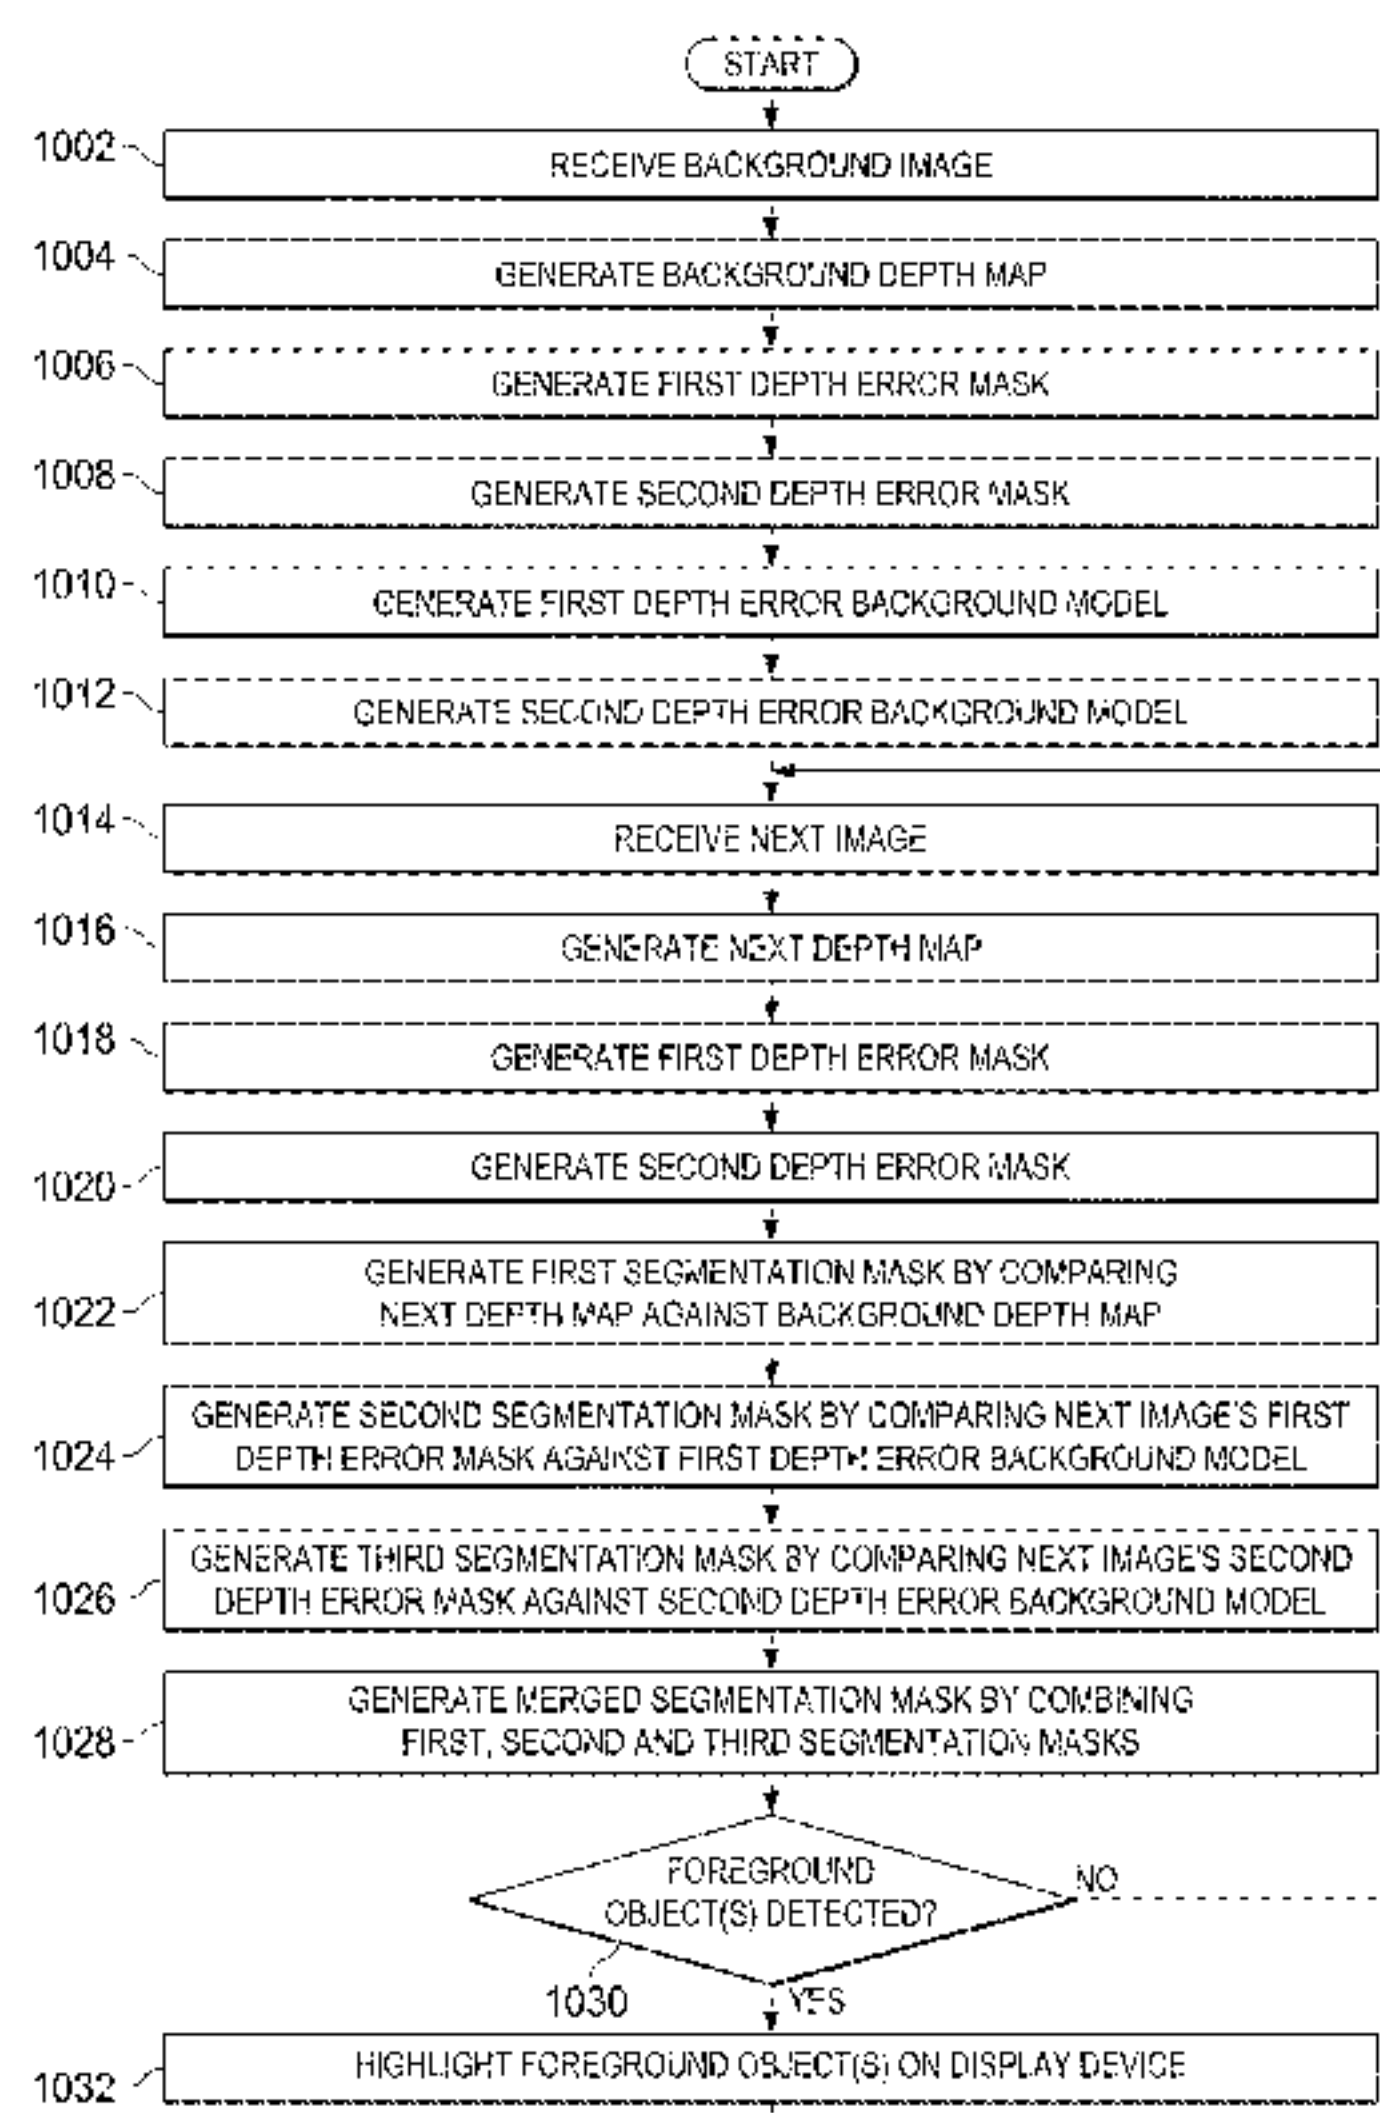 START
1002
RECEIVE BACKGROUND IMAGE
1004
GENERATE BACKGROUND DEPTH MAP
1006
GENERATE FIRST DEPTH ERROR MASK
1008
GENERATE SECOND DEPTH ERROR MASK
1010
GENERATE FIRST DEPTH ERROR BACKGROUND MODEL
1012
GENERATE SECOND DEPTH ERROR BACKGROUND MODEL
1014
RECEIVE NEXT IMAGE
1016
GENERATE NEXT DEPTH MAP
1018
GENERATE FIRST DEPTH ERROR MASK
1020
GENERATE SECOND DEPTH ERROR MASK
1022
GENERATE FIRST SEGMENTATION MASK BY COMPARING
NEXT DEPTH MAP AGAINST BACKGROUND DEPTH MAP
1024
GENERATE SECOND SEGMENTATION MASK BY COMPARING NEXT IMAGE'S FIRST
DEPTH ERROR MASK AGAINST FIRST DEPTH ERROR BACKGROUND MODEL
1026
GENERATE THIRD SEGMENTATION MASK BY COMPARING NEXT IMAGE'S SECOND
DEPTH ERROR MASK AGAINST SECOND DEPTH ERROR BACKGROUND MODEL
1028
GENERATE MERGED SEGMENTATION MASK BY COMBINING
FIRST, SECOND AND THIRD SEGMENTATION MASKS
FOREGROUND
OBJECT(S) DETECTED?
NO
1030
YES
1032
HIGHLIGHT FOREGROUND OBJECT(S) ON DISPLAY DEVICE